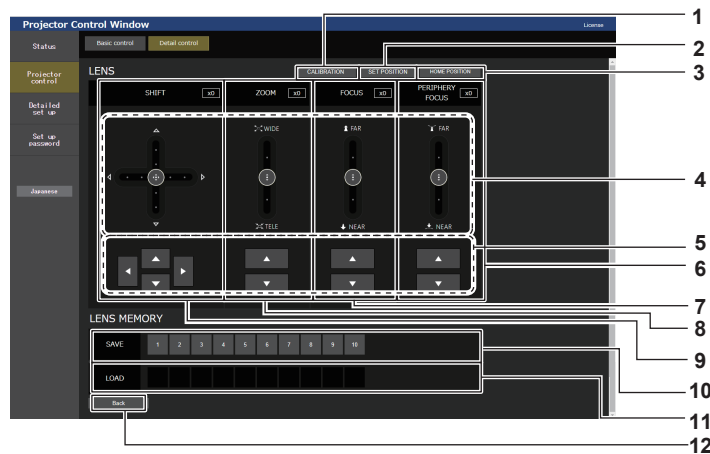 Projector Control Window
License
1
Status
Basic control
Detail control
2
LENS
CALIBRATION
SET POSITION
HOME POSITION
3
Projector
control
SHIFT
x0
ZOOM
x0
FOCUS
x0
PERIPHERY
FOCUS
x0
Detailed
set up
WIDE
FAR
FAR
Set up
password
4
Japanese
TELE
NEAR
NEAR
5
6
7
LENS MEMORY
8
SAVE
1 2 3 4 5 6 7 8 9 10
9
LOAD
10
Back
11
12